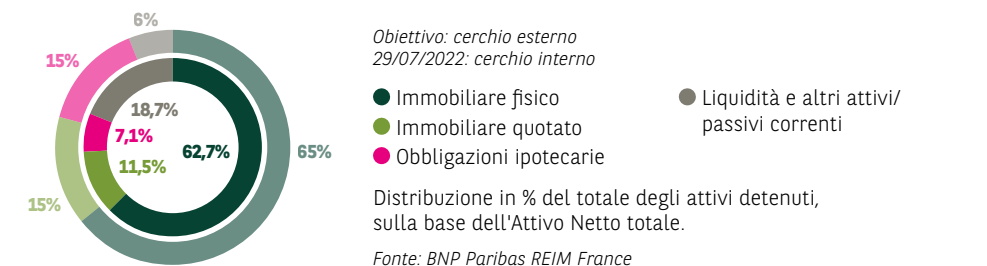 6%
15%
18,7%
7,1%
62,7%
65%
11,5%
15%
Obiettivo: cerchio esterno
29/07/2022: cerchio interno
Immobiliare fisico
Immobiliare quotato
Obbligazioni ipotecarie
Liquidità e altri attivi/
passivi correnti
Distribuzione in % del totale degli attivi detenuti,
sulla base dell'Attivo Netto totale.
Fonte: BNP Paribas REIM France